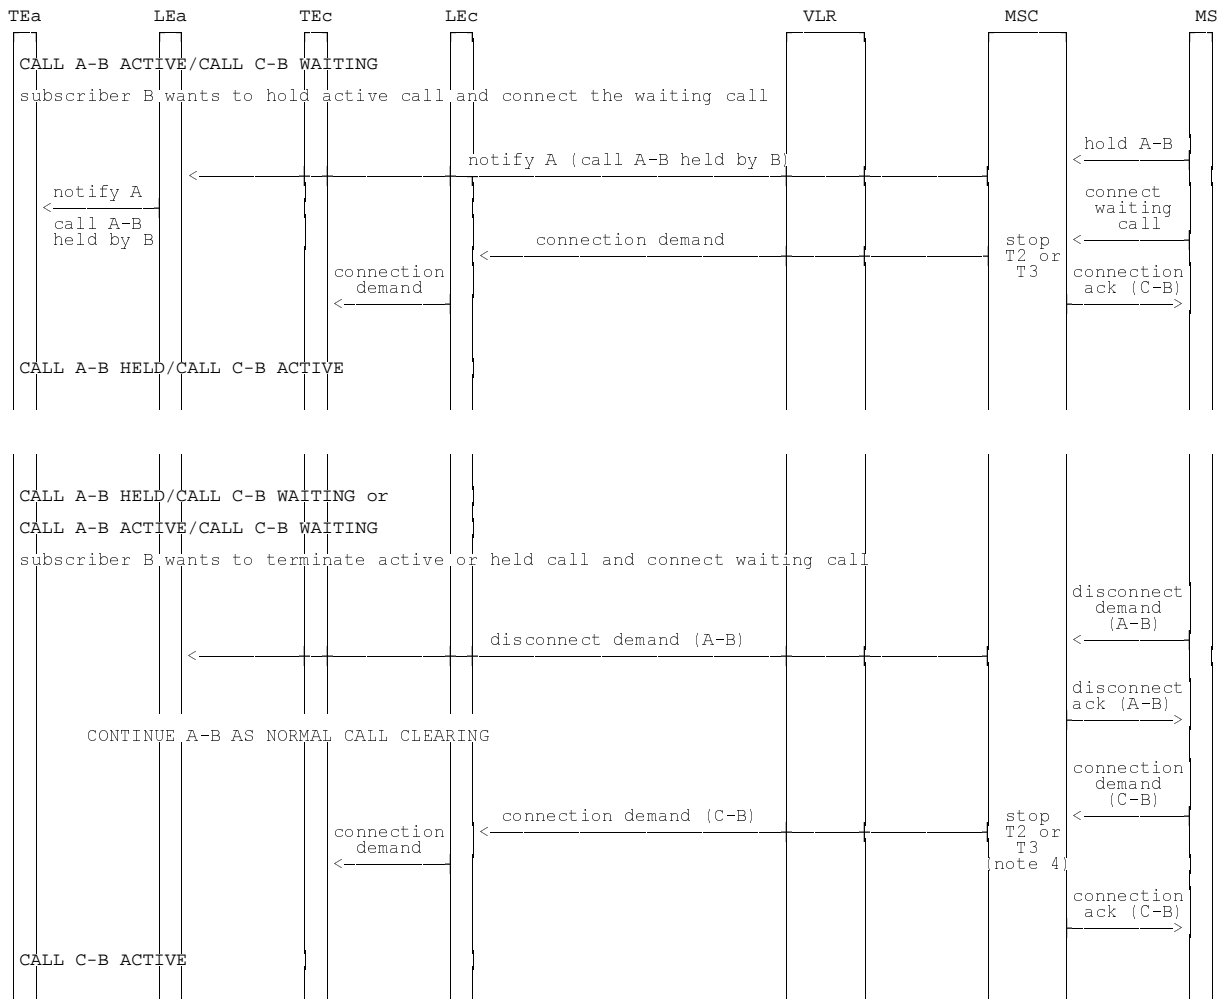 TEa LEa TEc LEc VLR MSC MS
CALL A-B ACTIVE/CALL C-B WAITING
subscriber B wants to hold active call and connect the waiting call
hold A-B
notify A (call A-B held by B)
notify A
call A-B
held by B
connect
waiting
call
connection demand
stop
T2 or
T3
connection
demand
connection
ack (C-B)
CALL A-B HELD/CALL C-B ACTIVE
CALL A-B HELD/CALL C-B WAITING or
CALL A-B ACTIVE/CALL C-B WAITING
subscriber B wants to terminate active or held call and connect waiting call
disconnect
demand
(A-B)
disconnect demand (A-B)
disconnect
ack (A-B)
CONTINUE A-B AS NORMAL CALL CLEARING
connection
demand
(C-B)
connection demand (C-B)
stop
T2 or
T3
(note 4)
connection
demand
connection
ack (C-B)
CALL C-B ACTIVE